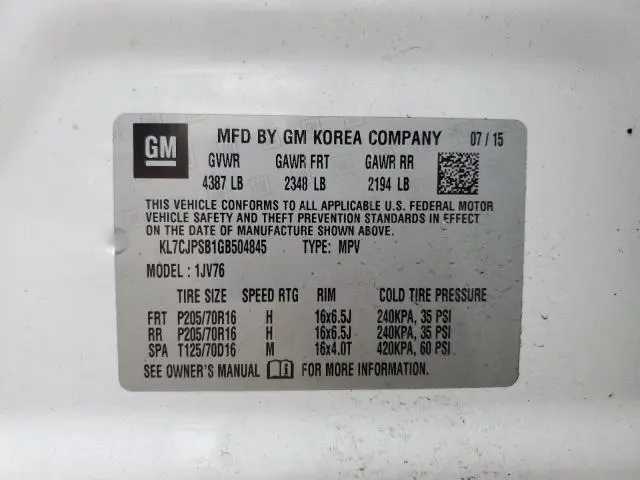 GM MFD BY GM KOREA COMPANY 07 / 15
GVWR GAWR FRT GAWR RR
4387 LB 2348 LB 2194 LB
THIS VEHICLE CONFORMS TO ALL APPLICABLE U.S. FEDERAL MOTOR
VEHICLE SAFETY AND THEFT PREVENTION STANDARDS IN EFFECT
ON THE DATE OF MANUFACTURE SHOWN ABOVE.
KL7CJPSB1GB504845 TYPE: MPV
MODEL : 1JV76
TIRE SIZE SPEED RTG RIM COLD TIRE PRESSURE
FRT P205/70R16 H 16x6.5J 240KPA, 35 PSI
RR P205/70R16 H 16x6.5J 240KPA, 35 PSI
SPA T125/70D16 M 16x4.0T 420KPA, 60 PSI
SEE OWNER'S MANUAL i FOR MORE INFORMATION.